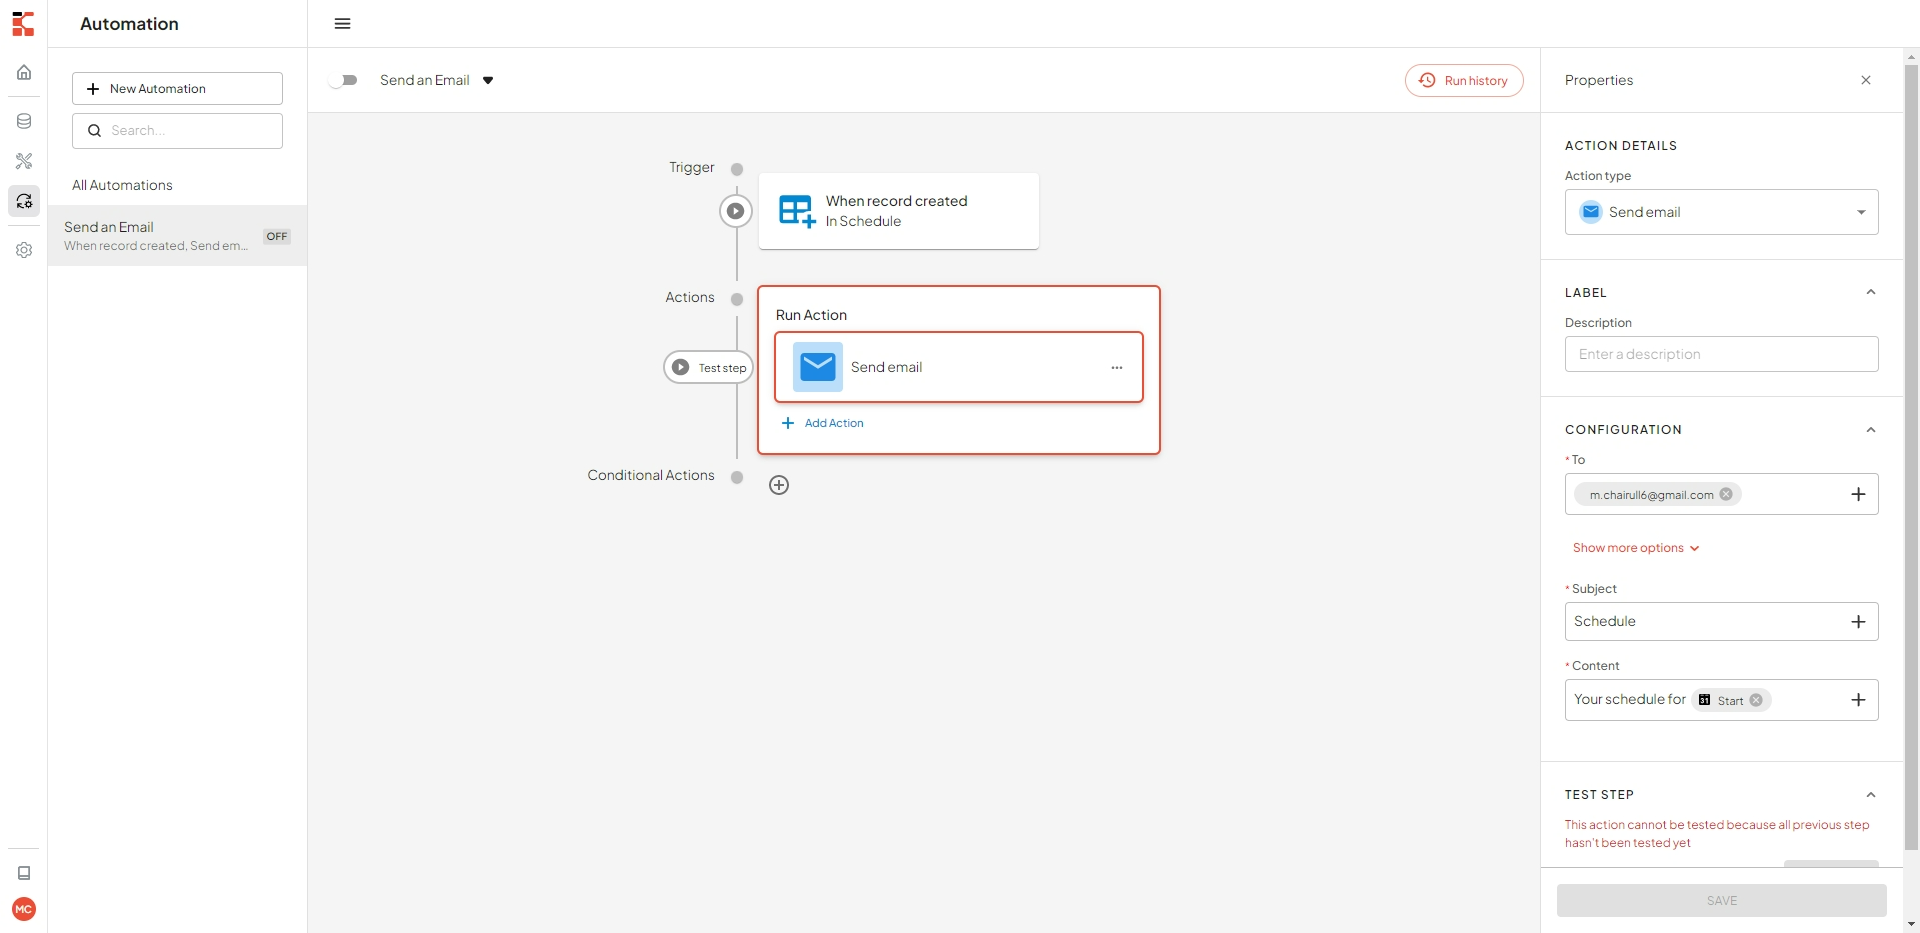 Automation
New Automation
Search...
All Automations
Send an Email
When record created, Send em...
OFF
MC
Send an Email
Run history
Trigger
When record created
In Schedule
Actions
Run Action
Test step
Send email
...
Add Action
Conditional Actions
Properties
ACTION DETAILS
Action type
Send email
LABEL
Description
Enter a description
CONFIGURATION
* To
m.chairull6@gmail.com
Show more options
* Subject
Schedule
* Content
Your schedule for 31 Start
TEST STEP
This action cannot be tested because all previous step
hasn't been tested yet
SAVE